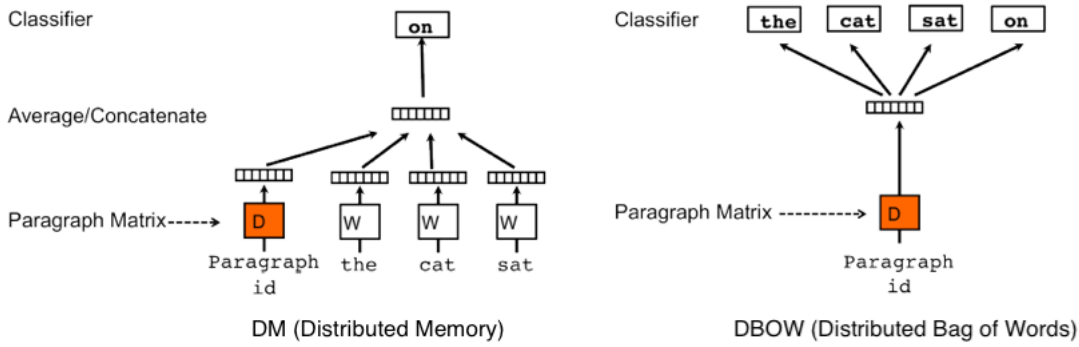 Classifier
on
Average/Concatenate
Paragraph Matrix
D W W W
Paragraph the cat sat
id
DM (Distributed Memory)
Classifier
the cat sat on
Paragraph Matrix
D
Paragraph
id
DBOW (Distributed Bag of Words)